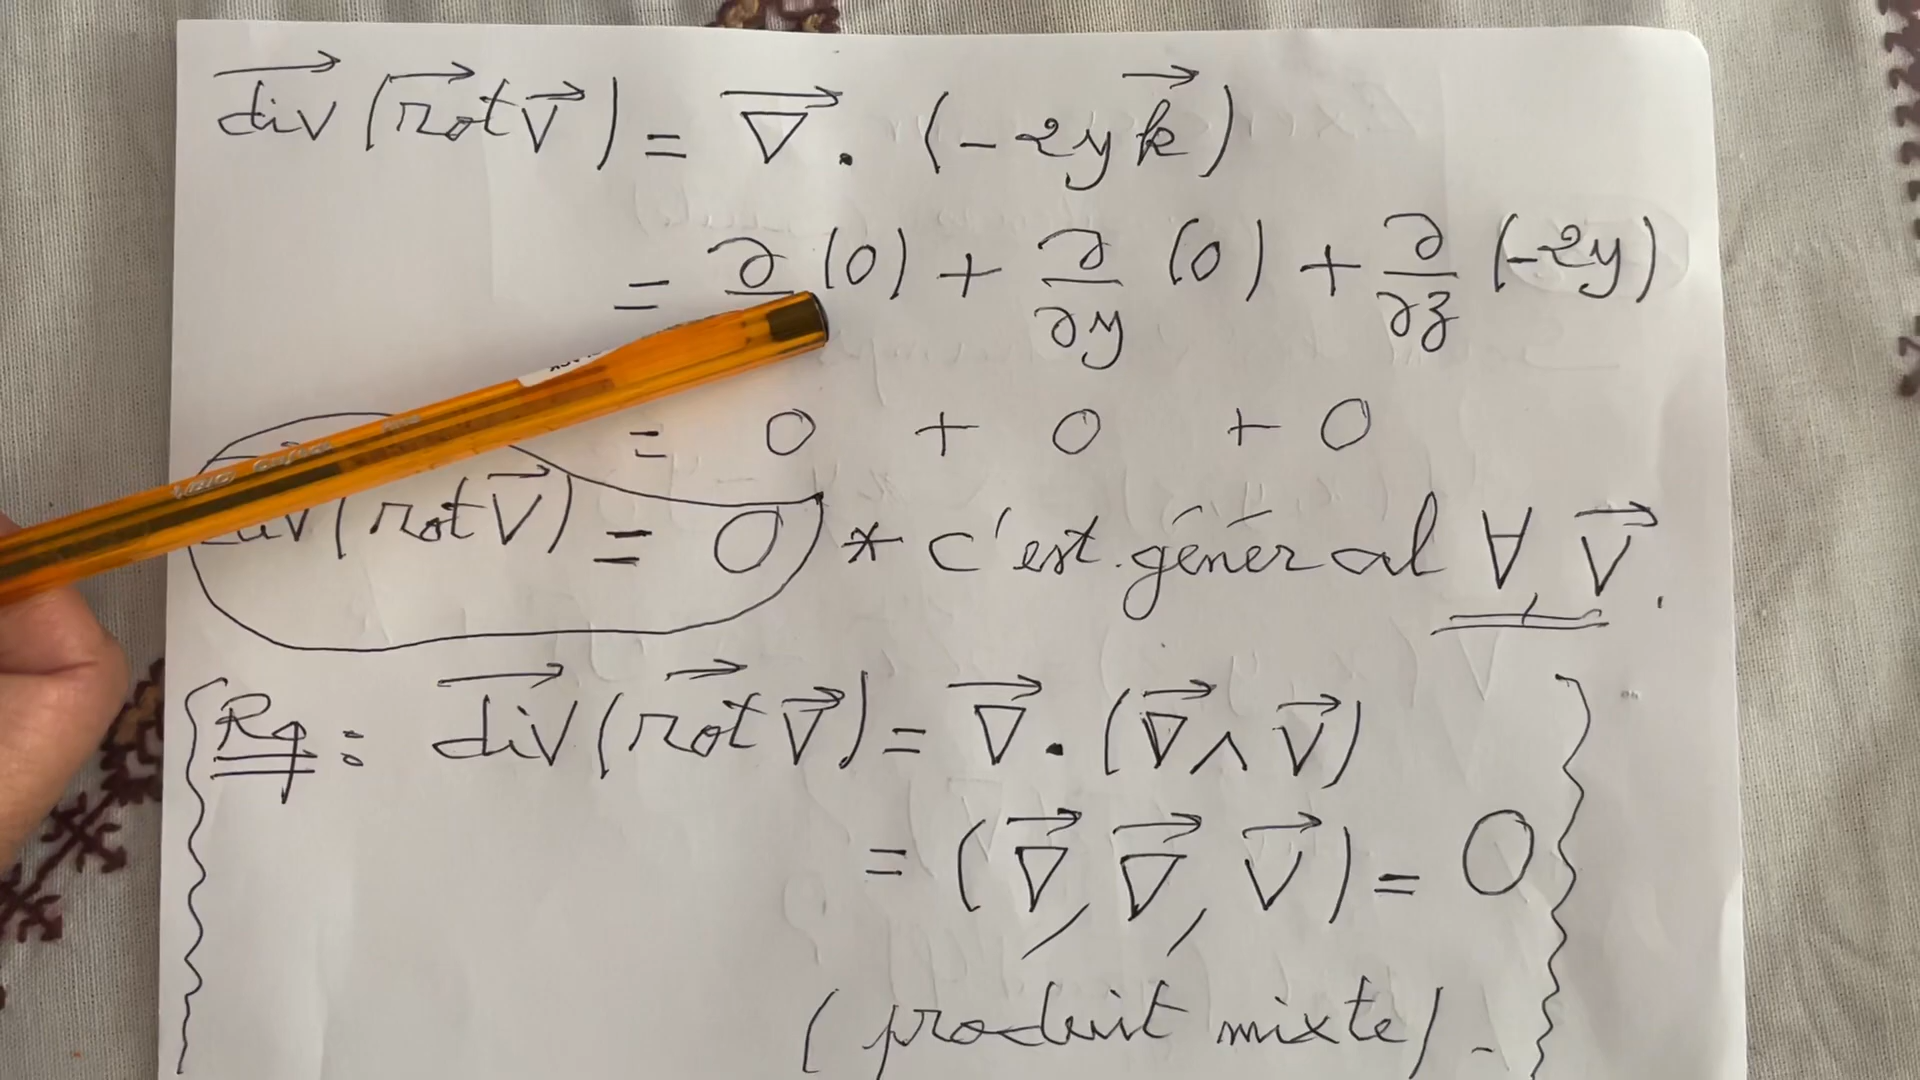 div⃗ (rot⃗ V⃗) = ∇⃗ . (-2y k⃗)
= ∂ (0) + ∂/∂y (0) + ∂/∂z (-2y)
= 0 + 0 + 0
div(rot V⃗) = 0 * c'est général ∀ V⃗.
Rq : div⃗ (rot⃗ V⃗) = ∇⃗ . (∇⃗ ∧ V⃗)
= (∇⃗, ∇⃗, V⃗) = 0
(produit mixte) -